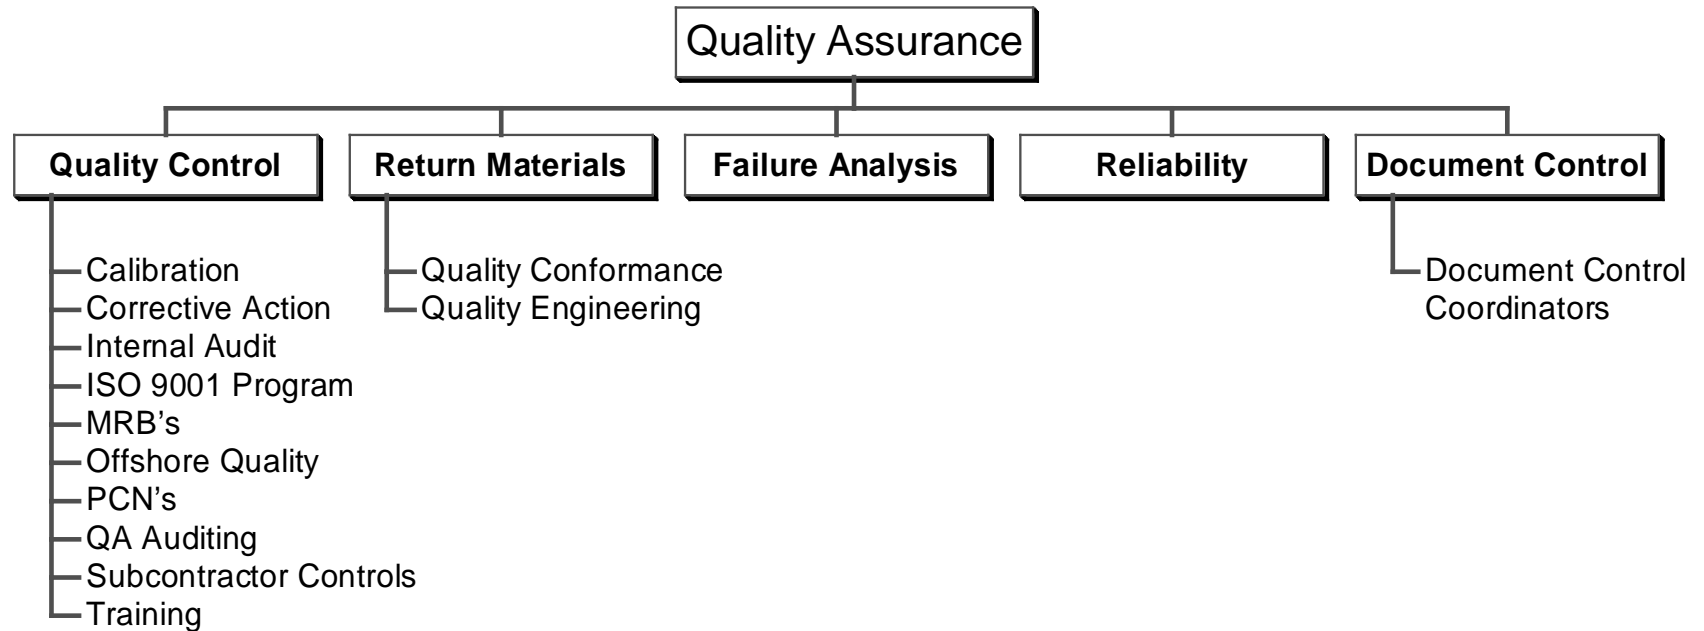 Quality Assurance
Quality Control
Return Materials
Failure Analysis
Reliability
Document Control
Calibration
Corrective Action
Internal Audit
ISO 9001 Program
MRB’s
Offshore Quality
PCN’s
QA Auditing
Subcontractor Controls
Training
Quality Conformance
Quality Engineering
Document Control
Coordinators